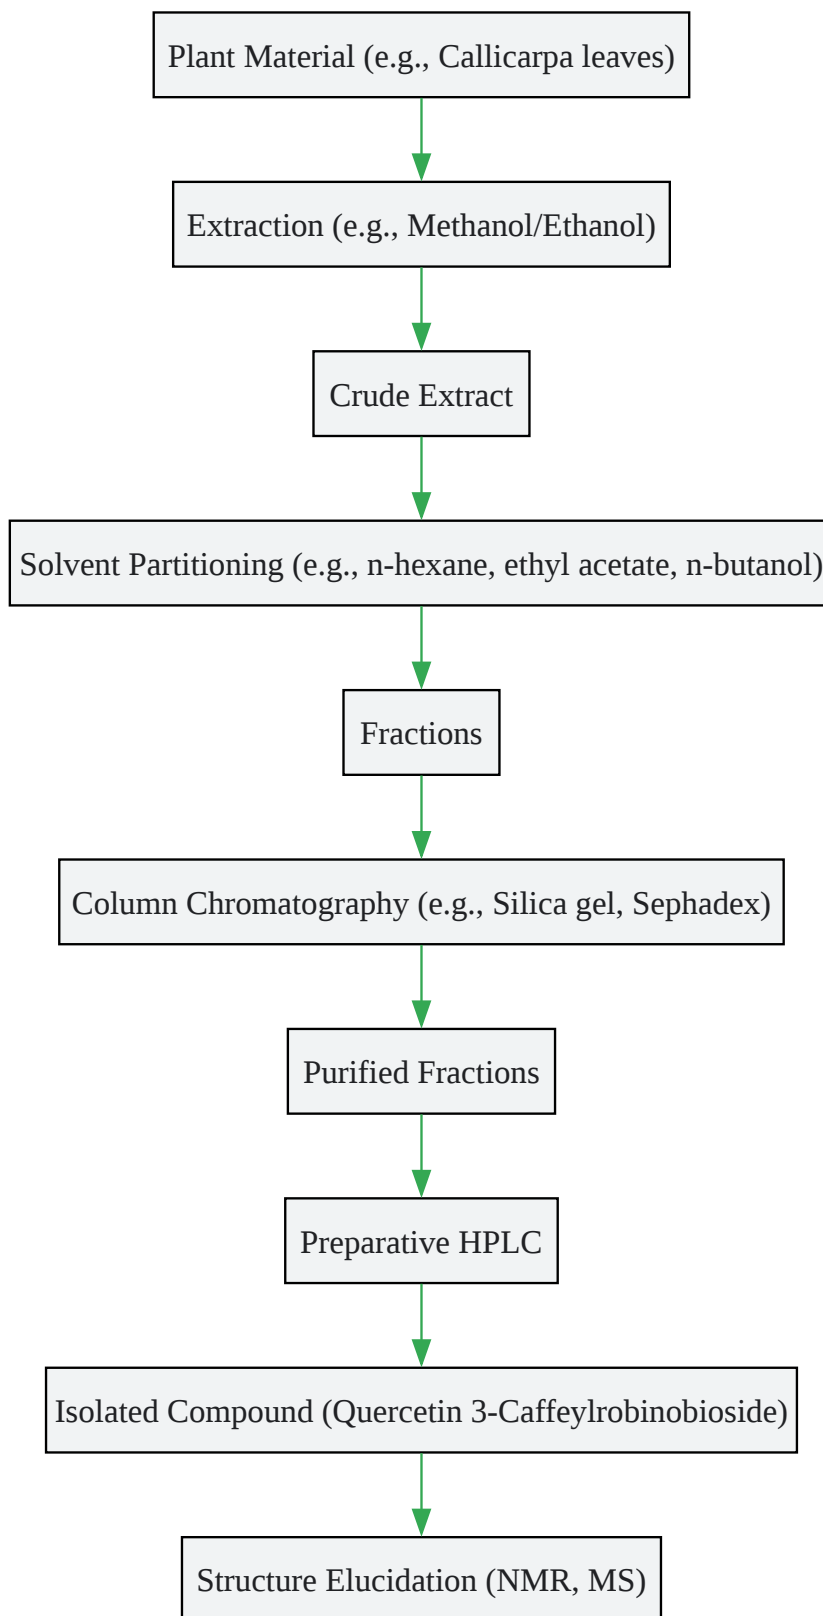 Plant Material (e.g., Callicarpa leaves)
Extraction (e.g., Methanol/Ethanol)
Crude Extract
Solvent Partitioning (e.g., n-hexane, ethyl acetate, n-butanol)
Fractions
Column Chromatography (e.g., Silica gel, Sephadex)
Purified Fractions
Preparative HPLC
Isolated Compound (Quercetin 3-Caffeylrobinobioside)
Structure Elucidation (NMR, MS)